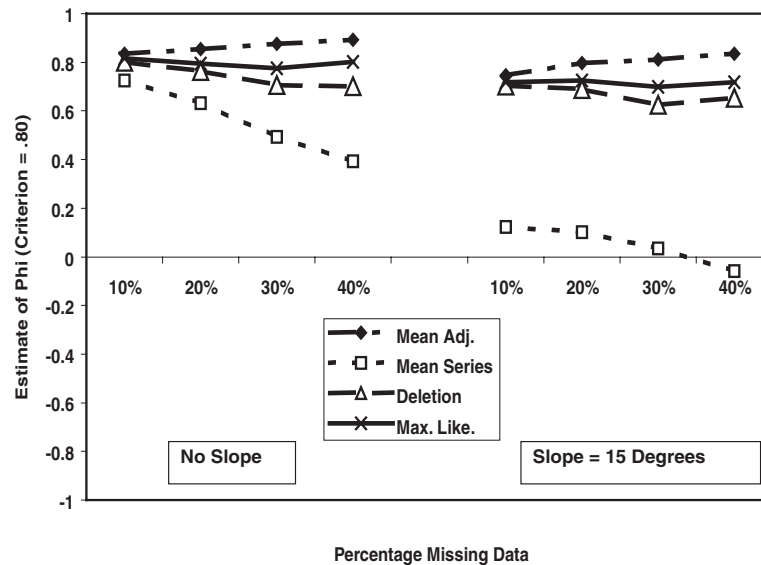 1
0.8
0.6
0.4
0.2
0
-0.2
-0.4
-0.6
-0.8
-1
Estimate of Phi (Criterion = .80)
10% 20% 30% 40% 10% 20% 30% 40%
Mean Adj.
Mean Series
Deletion
Max. Like.
No Slope
Slope = 15 Degrees
Percentage Missing Data